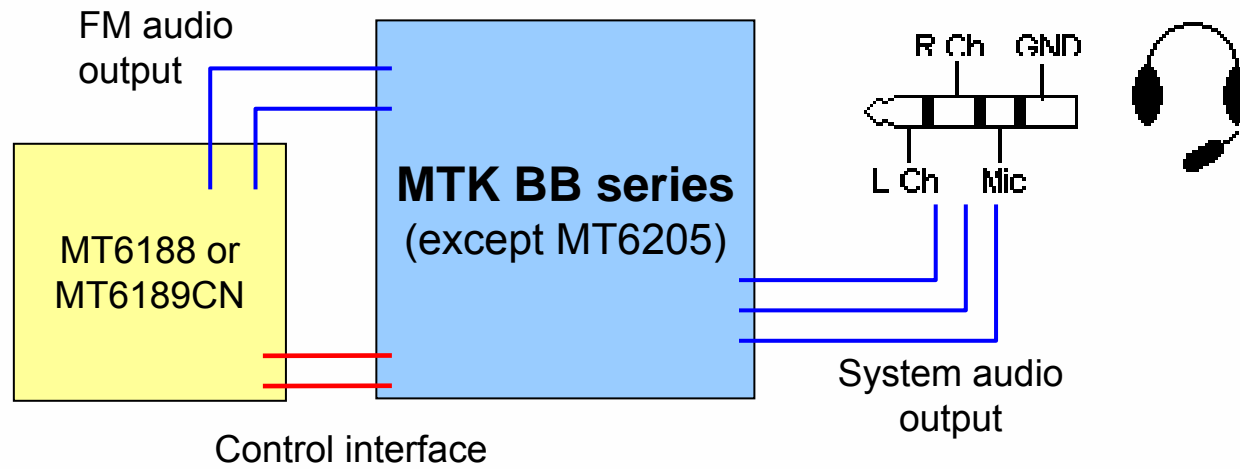 FM audio
output
MT6188 or
MT6189CN
MTK BB series
(except MT6205)
R Ch GND
L Ch Mic
System audio
output
Control interface